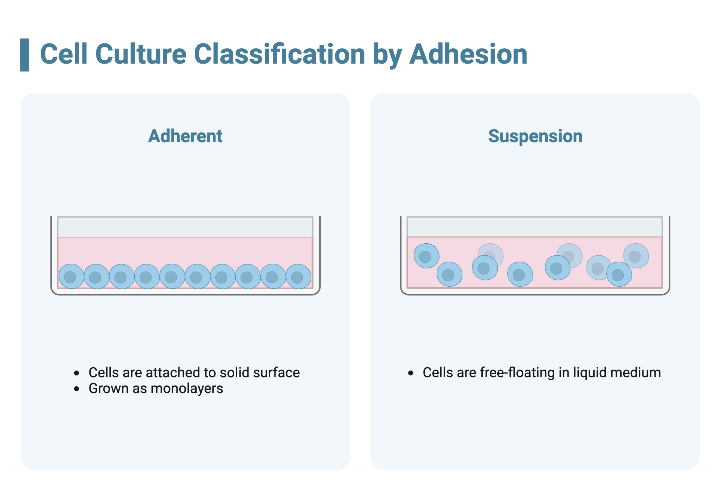 Cell Culture Classification by Adhesion
Adherent
• Cells are attached to solid surface
• Grown as monolayers
Suspension
• Cells are free-floating in liquid medium